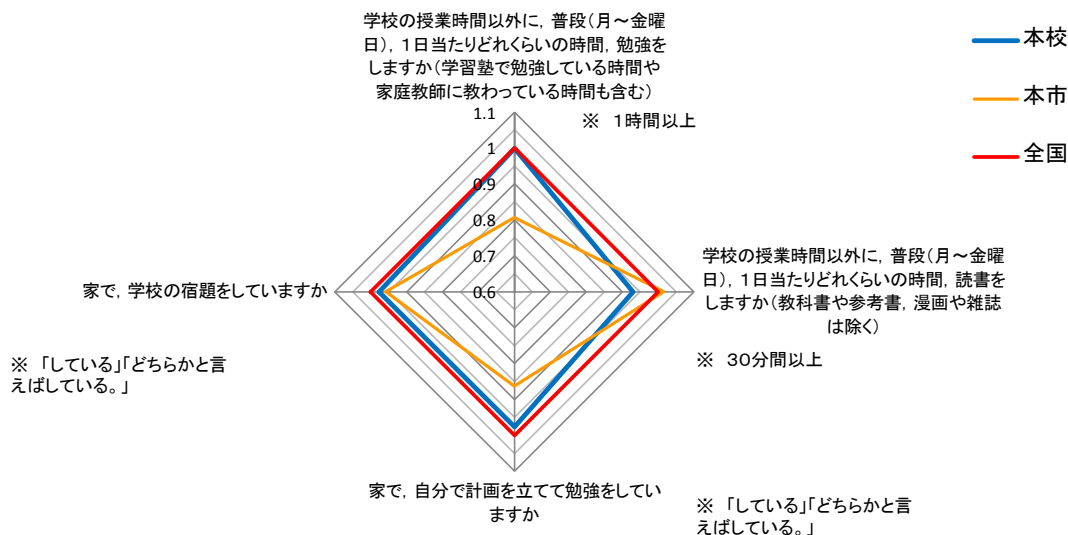 学校の授業時間以外に，普段（月～金曜
日），１日当たりどれくらいの時間，勉強を
しますか（学習塾で勉強している時間や
家庭教師に教わっている時間も含む）
※　１時間以上
本校
本市
全国
1.1
1
0.9
0.8
0.7
0.6
学校の授業時間以外に，普段（月～金曜
日），１日当たりどれくらいの時間，読書を
しますか（教科書や参考書，漫画や雑誌
は除く）
※　３０分間以上
家で，学校の宿題をしていますか
※　「している」「どちらかと言
えばしている。」
家で，自分で計画を立てて勉強をしてい
ますか
※　「している」「どちらかと言
えばしている。」